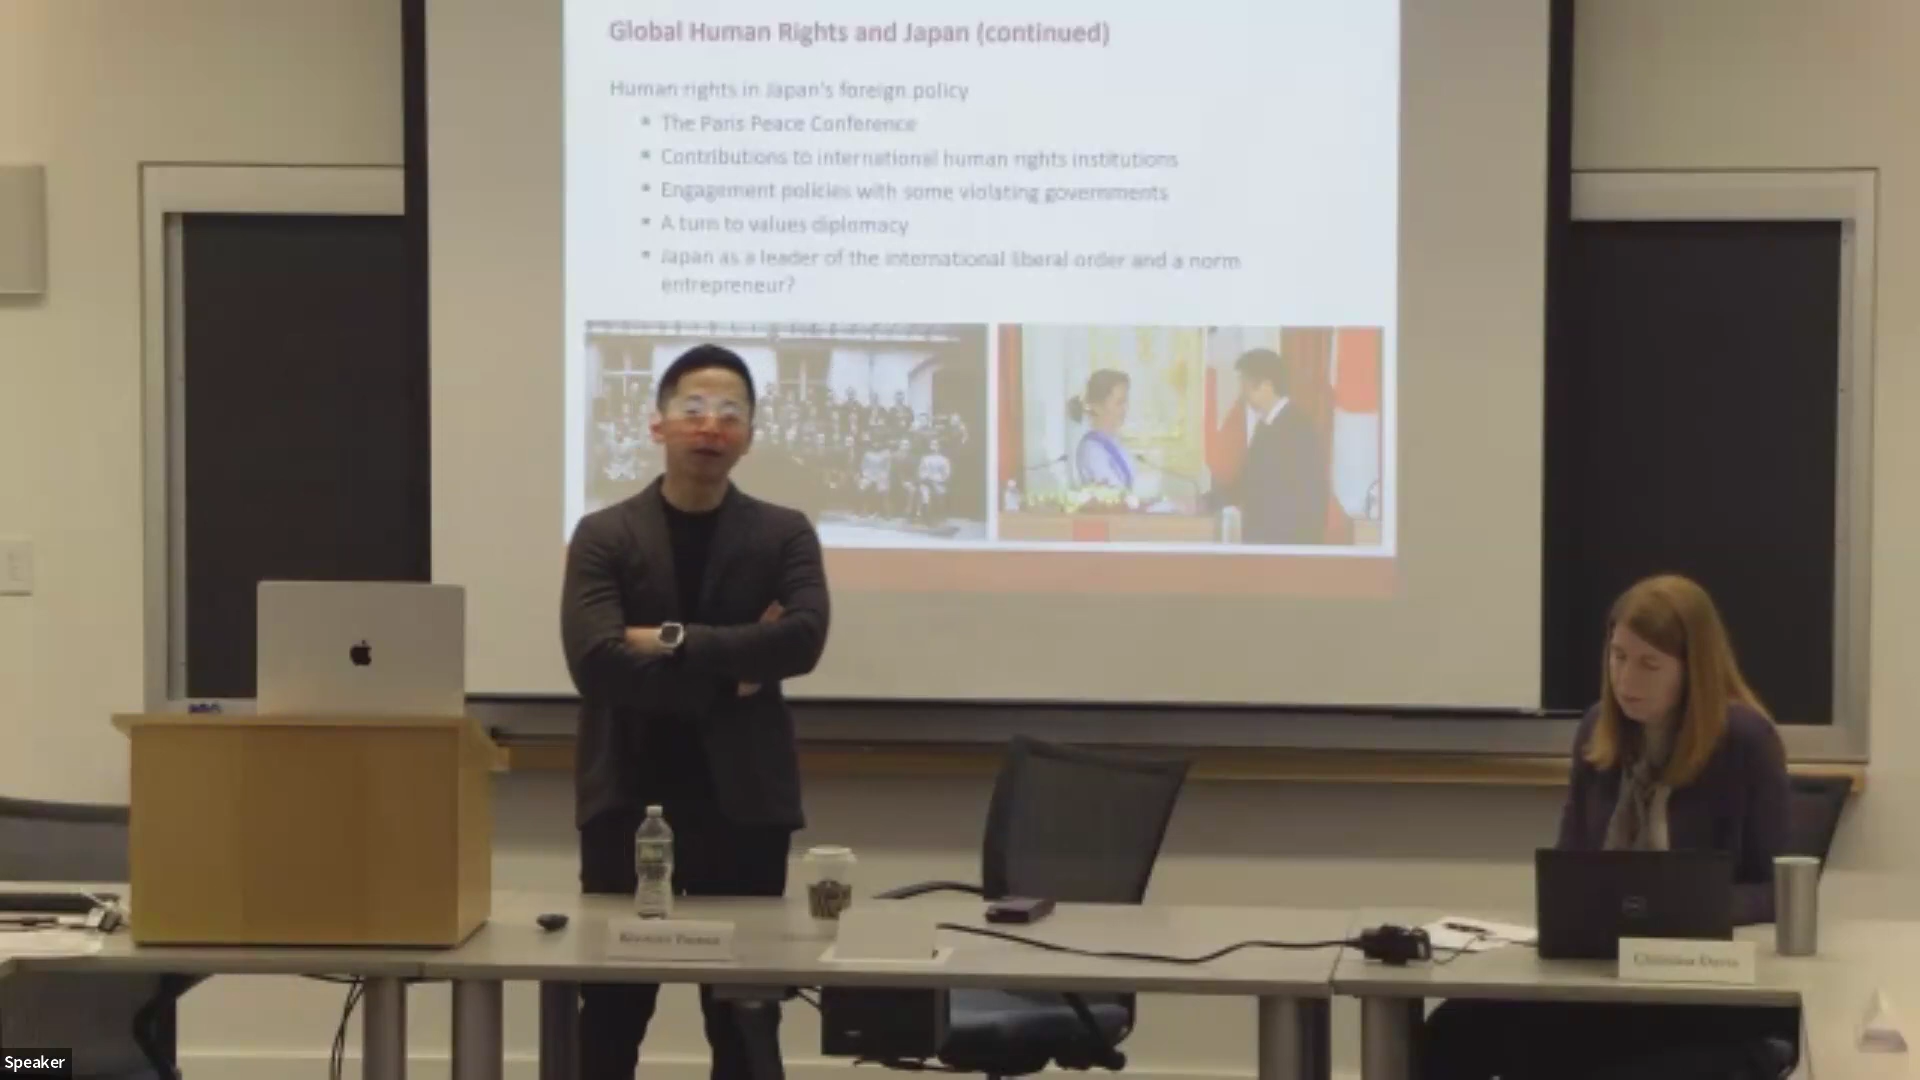 Global Human Rights and Japan (continued)
Human rights in Japan's foreign policy
The Paris Peace Conference
Contributions to international human rights institutions
Engagement policies with some violating governments
A turn to values diplomacy
Japan as a leader of the international liberal order and a norm
entrepreneur?
Christina Davis
Speaker